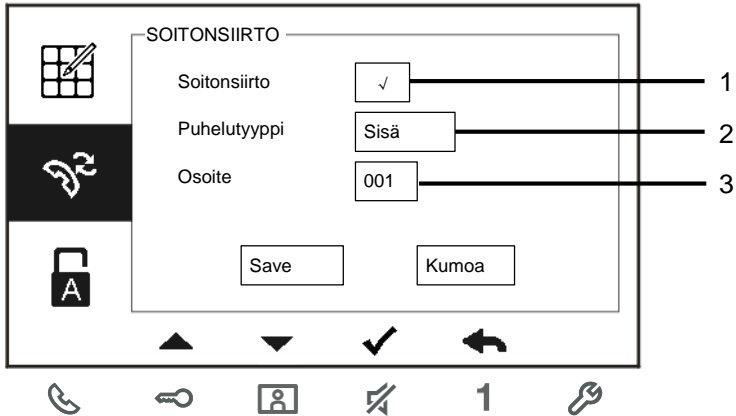 SOITONSIIRTO
Soitonsiirto √ 1
Puhelutyyppi Sisä 2
Osoite 001 3
Save Kumoa
A
1